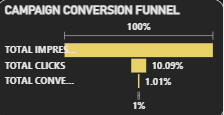 CAMPAIGN CONVERSION FUNNEL
100%
TOTAL IMPRES...
TOTAL CLICKS 10.09%
TOTAL CONVE... 1.01%
1%